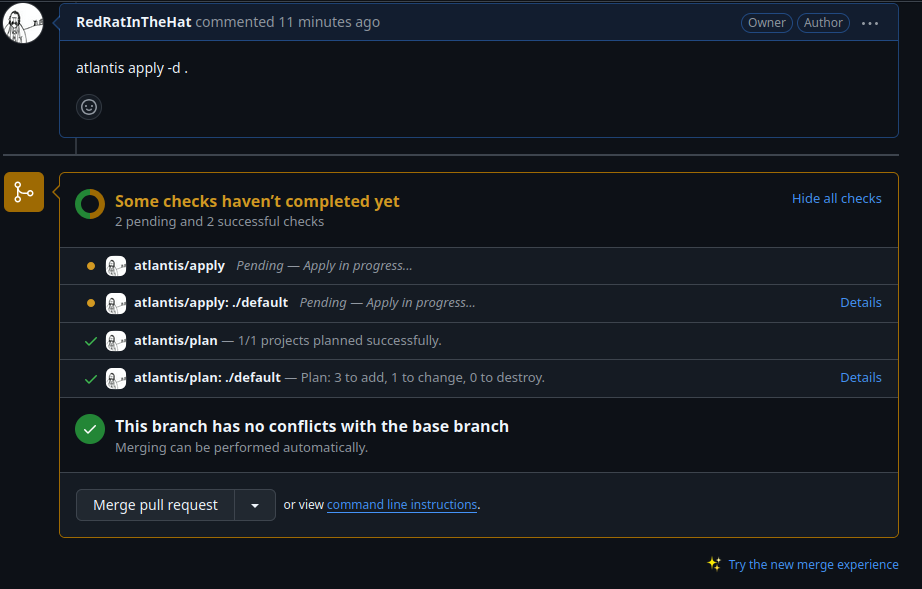 RedRatInTheHat commented 11 minutes ago Owner Author ...
atlantis apply -d .
Some checks haven’t completed yet Hide all checks
2 pending and 2 successful checks
atlantis/apply Pending — Apply in progress...
atlantis/apply: ./default Pending — Apply in progress... Details
atlantis/plan — 1/1 projects planned successfully.
atlantis/plan: ./default — Plan: 3 to add, 1 to change, 0 to destroy. Details
This branch has no conflicts with the base branch
Merging can be performed automatically.
Merge pull request or view command line instructions.
Try the new merge experience